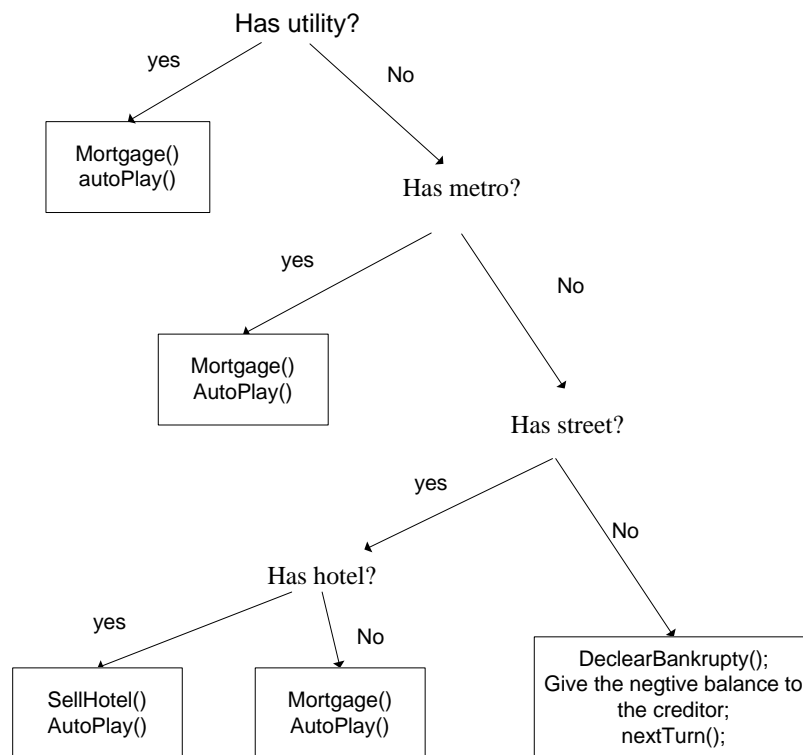 Has utility?
yes
No
Mortgage()
autoPlay()
Has metro?
yes
No
Mortgage()
AutoPlay()
Has street?
yes
No
Has hotel?
yes
No
SellHotel()
AutoPlay()
Mortgage()
AutoPlay()
DeclearBankrupty();
Give the negtive balance to
the creditor;
nextTurn();